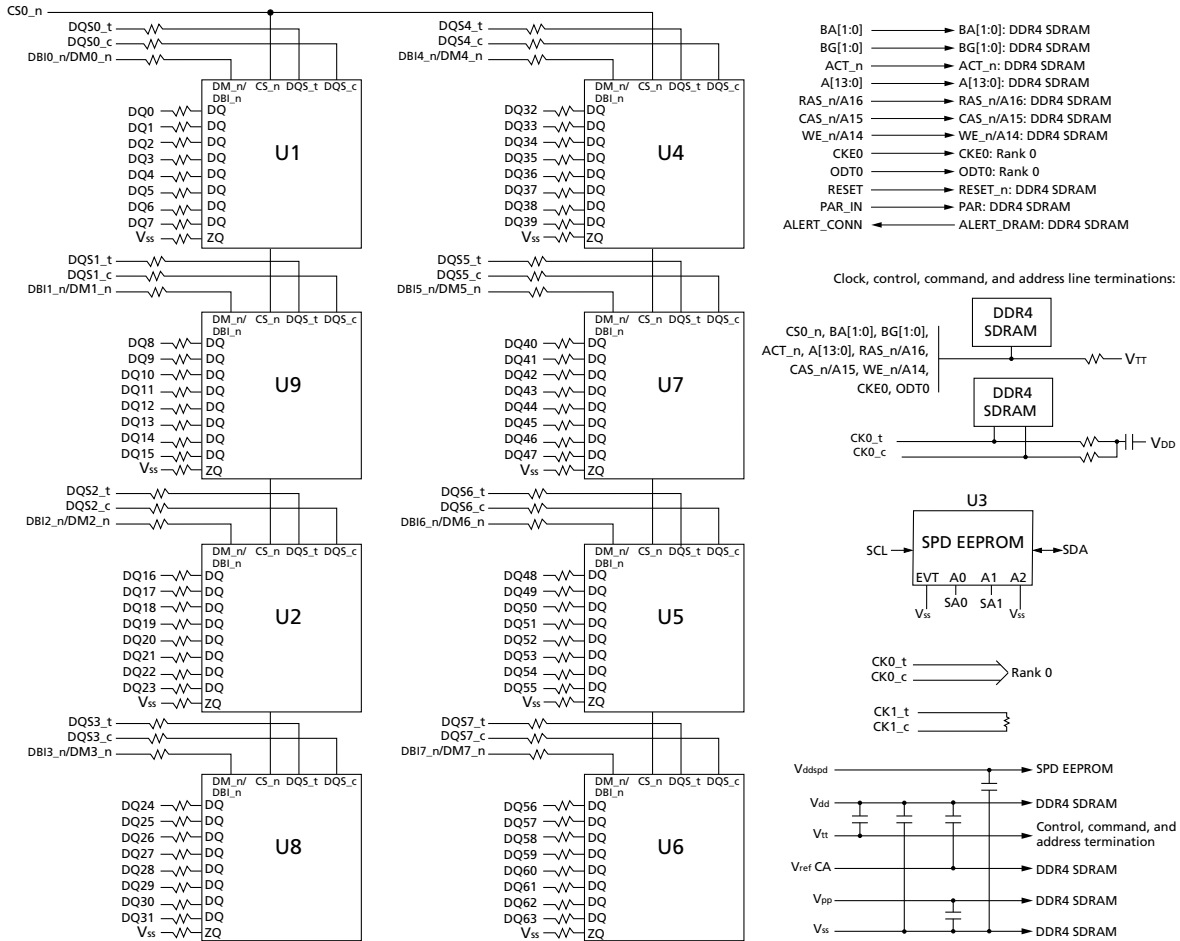 CS0_n
DQS0_t
DQS0_c
DBI0_n/DM0_n
DM_n/ CS_n DQS_t DQS_c
DBI_n
DQ0 DQ
DQ1 DQ
DQ2 DQ
DQ3 DQ
DQ4 DQ
DQ5 DQ
DQ6 DQ
DQ7 DQ
Vss ZQ
U1
DQS1_t
DQS1_c
DBI1_n/DM1_n
DM_n/ CS_n DQS_t DQS_c
DBI_n
DQ8 DQ
DQ9 DQ
DQ10 DQ
DQ11 DQ
DQ12 DQ
DQ13 DQ
DQ14 DQ
DQ15 DQ
Vss ZQ
U9
DQS2_t
DQS2_c
DBI2_n/DM2_n
DM_n/ CS_n DQS_t DQS_c
DBI_n
DQ16 DQ
DQ17 DQ
DQ18 DQ
DQ19 DQ
DQ20 DQ
DQ21 DQ
DQ22 DQ
DQ23 DQ
Vss ZQ
U2
DQS3_t
DQS3_c
DBI3_n/DM3_n
DM_n/ CS_n DQS_t DQS_c
DBI_n
DQ24 DQ
DQ25 DQ
DQ26 DQ
DQ27 DQ
DQ28 DQ
DQ29 DQ
DQ30 DQ
DQ31 DQ
Vss ZQ
U8
DQS4_t
DQS4_c
DBI4_n/DM4_n
DM_n/ CS_n DQS_t DQS_c
DBI_n
DQ32 DQ
DQ33 DQ
DQ34 DQ
DQ35 DQ
DQ36 DQ
DQ37 DQ
DQ38 DQ
DQ39 DQ
Vss ZQ
U4
DQS5_t
DQS5_c
DBI5_n/DM5_n
DM_n/ CS_n DQS_t DQS_c
DBI_n
DQ40 DQ
DQ41 DQ
DQ42 DQ
DQ43 DQ
DQ44 DQ
DQ45 DQ
DQ46 DQ
DQ47 DQ
Vss ZQ
U7
DQS6_t
DQS6_c
DBI6_n/DM6_n
DM_n/ CS_n DQS_t DQS_c
DBI_n
DQ48 DQ
DQ49 DQ
DQ50 DQ
DQ51 DQ
DQ52 DQ
DQ53 DQ
DQ54 DQ
DQ55 DQ
Vss ZQ
U5
DQS7_t
DQS7_c
DBI7_n/DM7_n
DM_n/ CS_n DQS_t DQS_c
DBI_n
DQ56 DQ
DQ57 DQ
DQ58 DQ
DQ59 DQ
DQ60 DQ
DQ61 DQ
DQ62 DQ
DQ63 DQ
Vss ZQ
U6
BA[1:0] BA[1:0]: DDR4 SDRAM
BG[1:0] BG[1:0]: DDR4 SDRAM
ACT_n ACT_n: DDR4 SDRAM
A[13:0] A[13:0]: DDR4 SDRAM
RAS_n/A16 RAS_n/A16: DDR4 SDRAM
CAS_n/A15 CAS_n/A15: DDR4 SDRAM
WE_n/A14 WE_n/A14: DDR4 SDRAM
CKE0 CKE0: Rank 0
ODT0 ODT0: Rank 0
RESET RESET_n: DDR4 SDRAM
PAR_IN PAR: DDR4 SDRAM
ALERT_CONN ALERT_DRAM: DDR4 SDRAM
Clock, control, command, and address line terminations:
DDR4
SDRAM
CS0_n, BA[1:0], BG[1:0],
ACT_n, A[13:0], RAS_n/A16,
CAS_n/A15, WE_n/A14,
CKE0, ODT0
VTT
DDR4
SDRAM
CK0_t
CK0_c
VDD
U3
SPD EEPROM
SCL SDA
EVT A0 A1 A2
Vss SA0 SA1 Vss
CK0_t
CK0_c
Rank 0
CK1_t
CK1_c
Vddspd SPD EEPROM
Vdd DDR4 SDRAM
Vtt Control, command, and
address termination
Vref CA DDR4 SDRAM
Vpp DDR4 SDRAM
Vss DDR4 SDRAM